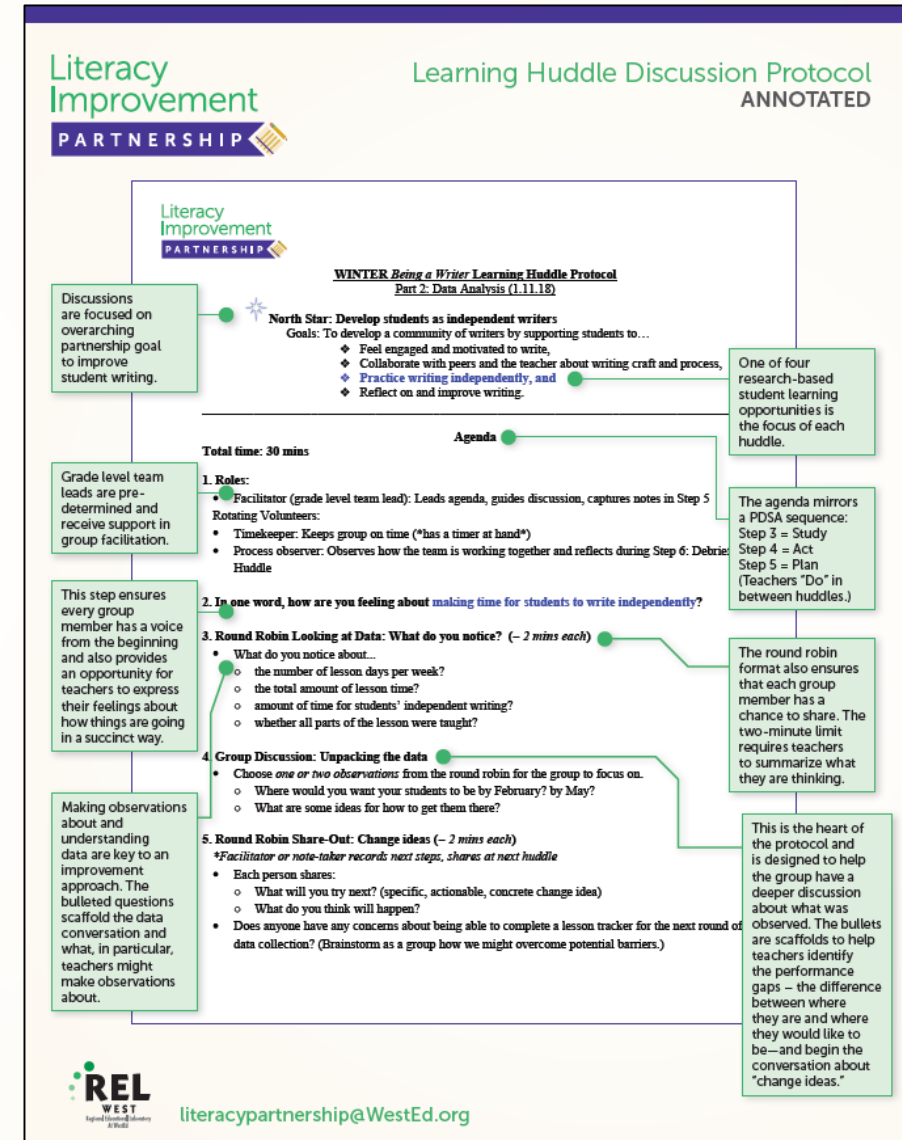 Literacy
Improvement
PARTNERSHIP
Learning Huddle Discussion Protocol
ANNOTATED
Literacy
Improvement
PARTNERSHIP
WINTER Being a Writer Learning Huddle Protocol
Part 2: Data Analysis (1.11.18)
North Star: Develop students as independent writers
Goals: To develop a community of writers by supporting students to…
❖ Feel engaged and motivated to write,
❖ Collaborate with peers and the teacher about writing craft and process,
❖ Practice writing independently, and
❖ Reflect on and improve writing.
Agenda
Total time: 30 mins
1. Roles:
• Facilitator (grade level team lead): Leads agenda, guides discussion, captures notes in Step 5
Rotating Volunteers:
• Timekeeper: Keeps group on time (*has a timer at hand*)
• Process observer: Observes how the team is working together and reflects during Step 6: Debrief
Huddle
2. In one word, how are you feeling about making time for students to write independently?
3. Round Robin Looking at Data: What do you notice? (~ 2 mins each)
• What do you notice about...
o the number of lesson days per week?
o the total amount of lesson time?
o amount of time for students' independent writing?
o whether all parts of the lesson were taught?
4. Group Discussion: Unpacking the data
• Choose one or two observations from the round robin for the group to focus on.
o Where would you want your students to be by February? by May?
o What are some ideas for how to get them there?
5. Round Robin Share-Out: Change ideas (~ 2 mins each)
*Facilitator or note-taker records next steps, shares at next huddle
• Each person shares:
o What will you try next? (specific, actionable, concrete change idea)
o What do you think will happen?
• Does anyone have any concerns about being able to complete a lesson tracker for the next round of
data collection? (Brainstorm as a group how we might overcome potential barriers.)
Discussions
are focused on
overarching
partnership goal
to improve
student writing.
Grade level team
leads are pre-
determined and
receive support in
group facilitation.
This step ensures
every group
member has a voice
from the beginning
and also provides
an opportunity for
teachers to express
their feelings about
how things are going
in a succinct way.
Making observations
about and
understanding
data are key to an
improvement
approach. The
bulleted questions
scaffold the data
conversation and
what, in particular,
teachers might
make observations
about.
One of four
research-based
student learning
opportunities is
the focus of each
huddle.
The agenda mirrors
a PDSA sequence:
Step 3 = Study
Step 4 = Act
Step 5 = Plan
(Teachers "Do" in
between huddles.)
The round robin
format also ensures
that each group
member has a
chance to share. The
two-minute limit
requires teachers
to summarize what
they are thinking.
This is the heart of
the protocol and
is designed to help
the group have a
deeper discussion
about what was
observed. The bullets
are scaffolds to help
teachers identify
the performance
gaps – the difference
between where
they are and where
they would like to
be—and begin the
conversation about
"change ideas."
REL
WEST
Regional Educational Laboratory
At WestEd
literacypartnership@WestEd.org